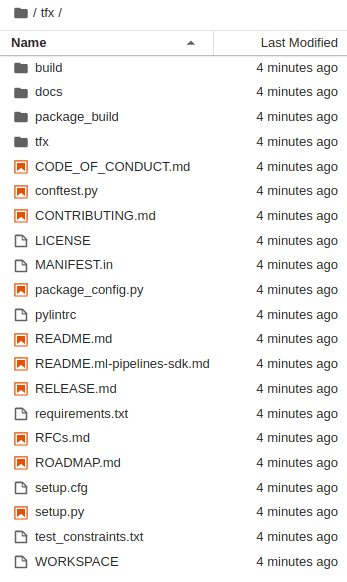 / tfx /
Name Last Modified
build 4 minutes ago
docs 4 minutes ago
package_build 4 minutes ago
tfx 4 minutes ago
CODE_OF_CONDUCT.md 4 minutes ago
conftest.py 4 minutes ago
CONTRIBUTING.md 4 minutes ago
LICENSE 4 minutes ago
MANIFEST.in 4 minutes ago
package_config.py 4 minutes ago
pylintrc 4 minutes ago
README.md 4 minutes ago
README.ml-pipelines-sdk.md 4 minutes ago
RELEASE.md 4 minutes ago
requirements.txt 4 minutes ago
RFCs.md 4 minutes ago
ROADMAP.md 4 minutes ago
setup.cfg 4 minutes ago
setup.py 4 minutes ago
test_constraints.txt 4 minutes ago
WORKSPACE 4 minutes ago